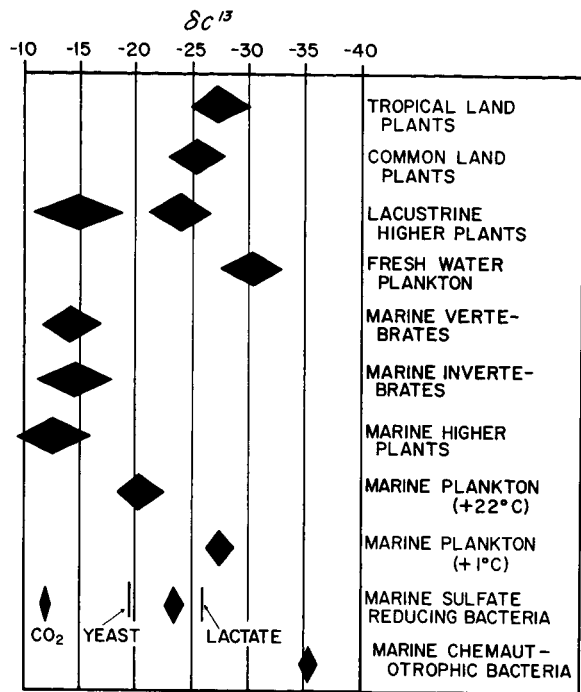 δC¹³
-10 -15 -20 -25 -30 -35 -40
TROPICAL LAND
PLANTS
COMMON LAND
PLANTS
LACUSTRINE
HIGHER PLANTS
FRESH WATER
PLANKTON
MARINE VERTE-
BRATES
MARINE INVERTE-
BRATES
MARINE HIGHER
PLANTS
MARINE PLANKTON
(+22°C)
MARINE PLANKTON
(+1°C)
MARINE SULFATE
REDUCING BACTERIA
CO₂ YEAST LACTATE
MARINE CHEMAUT-
OTROPHIC BACTERIA